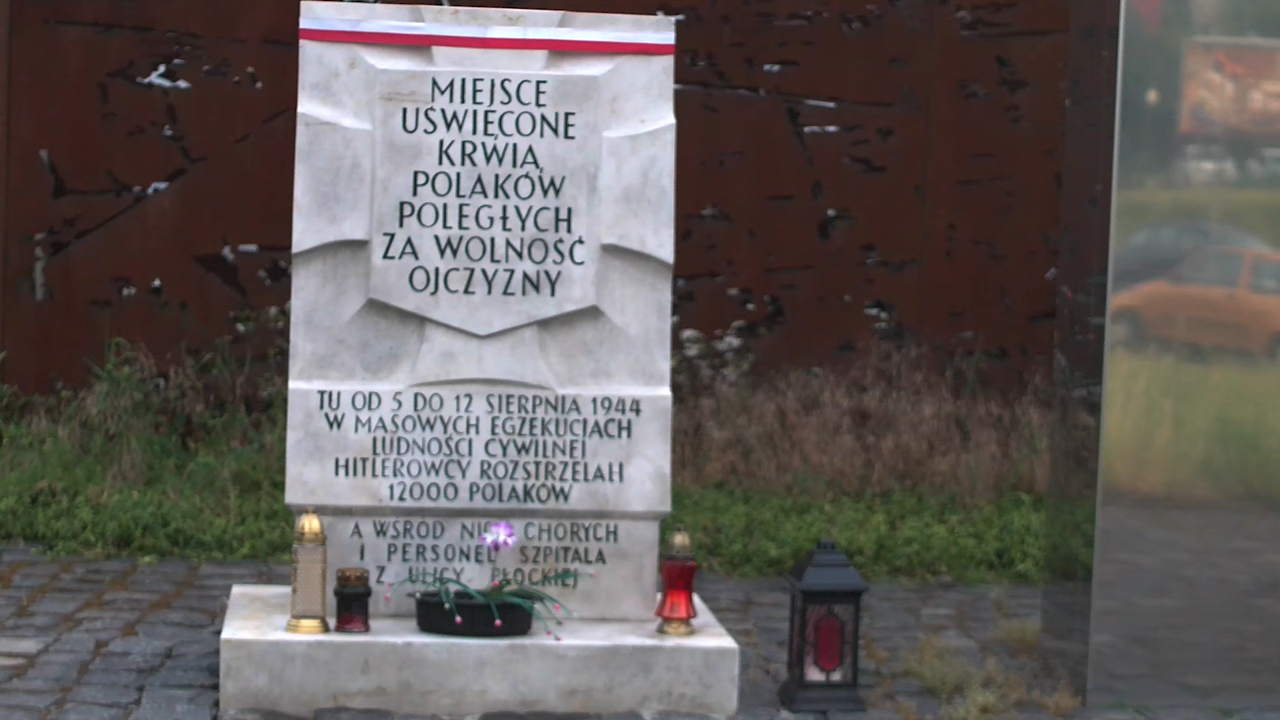 MIEJSCE
UŚWIĘCONE
KRWIĄ
POLAKÓW
POLEGŁYCH
ZA WOLNOŚĆ
OJCZYZNY
TU OD 5 DO 12 SIERPNIA 1944
W MASOWYCH EGZEKUCJACH
LUDNOŚCI CYWILNEJ
HITLEROWCY ROZSTRZELALI
12000 POLAKÓW
A WŚRÓD CHORYCH
I PERSONEL SZPITALA
Z ULICY PŁOCKIEJ